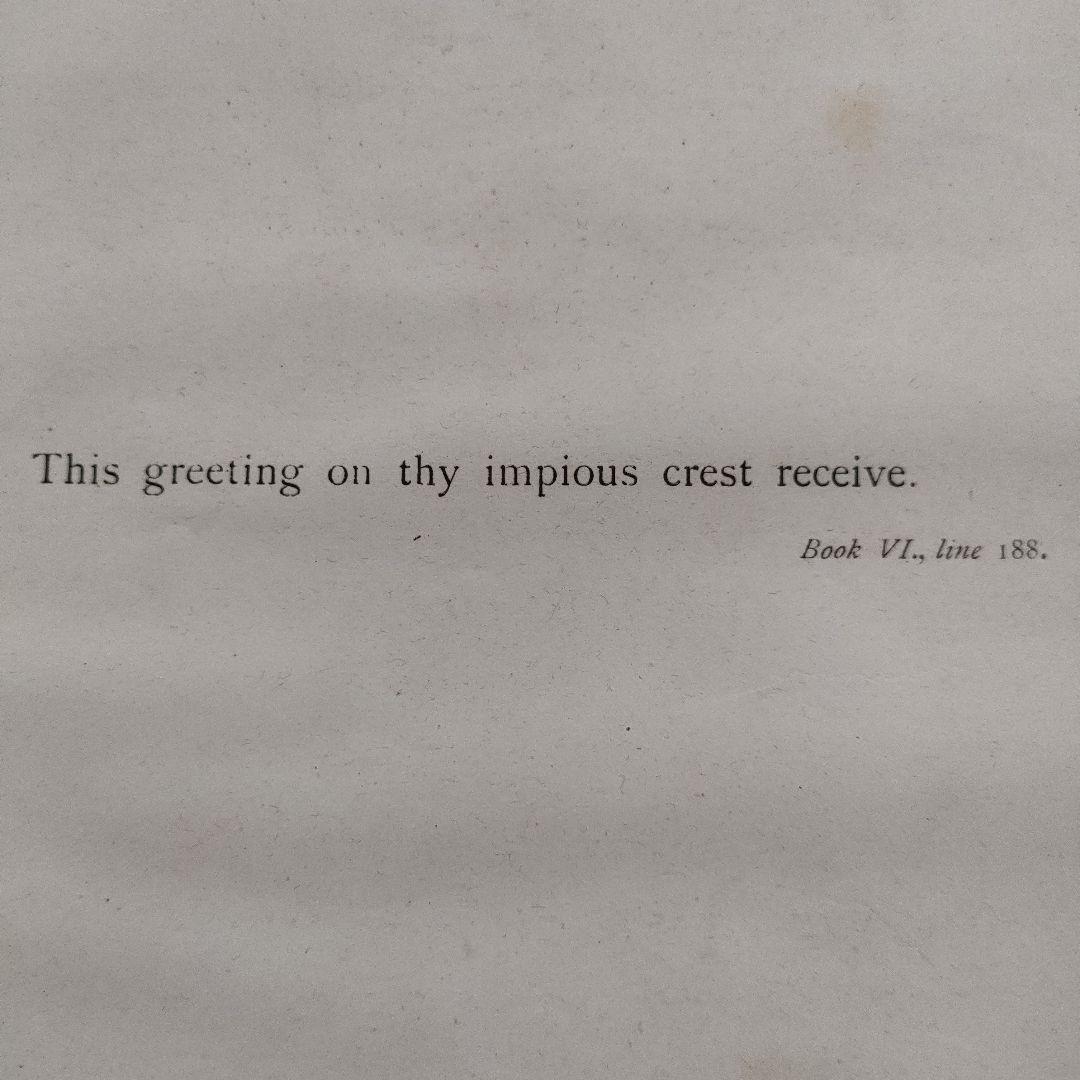 This greeting on thy impious crest receive.
Book VI., line 188.